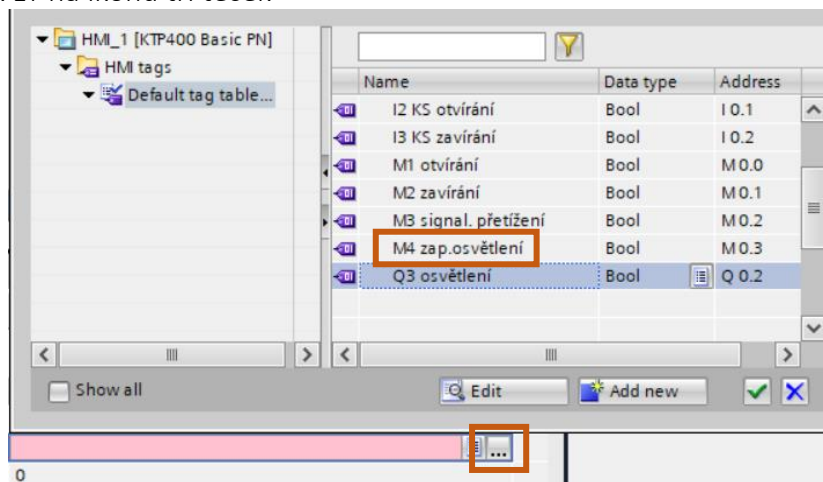 HMI_1 [KTP400 Basic PN]
HMI tags
Default tag table...
Name Data type Address
I2 KS otvírání Bool I 0.1
I3 KS zavírání Bool I 0.2
M1 otvírání Bool M 0.0
M2 zavírání Bool M 0.1
M3 signal. přetížení Bool M 0.2
M4 zap.osvětlení Bool M 0.3
Q3 osvětlení Bool Q 0.2
Show all Edit Add new
...
0